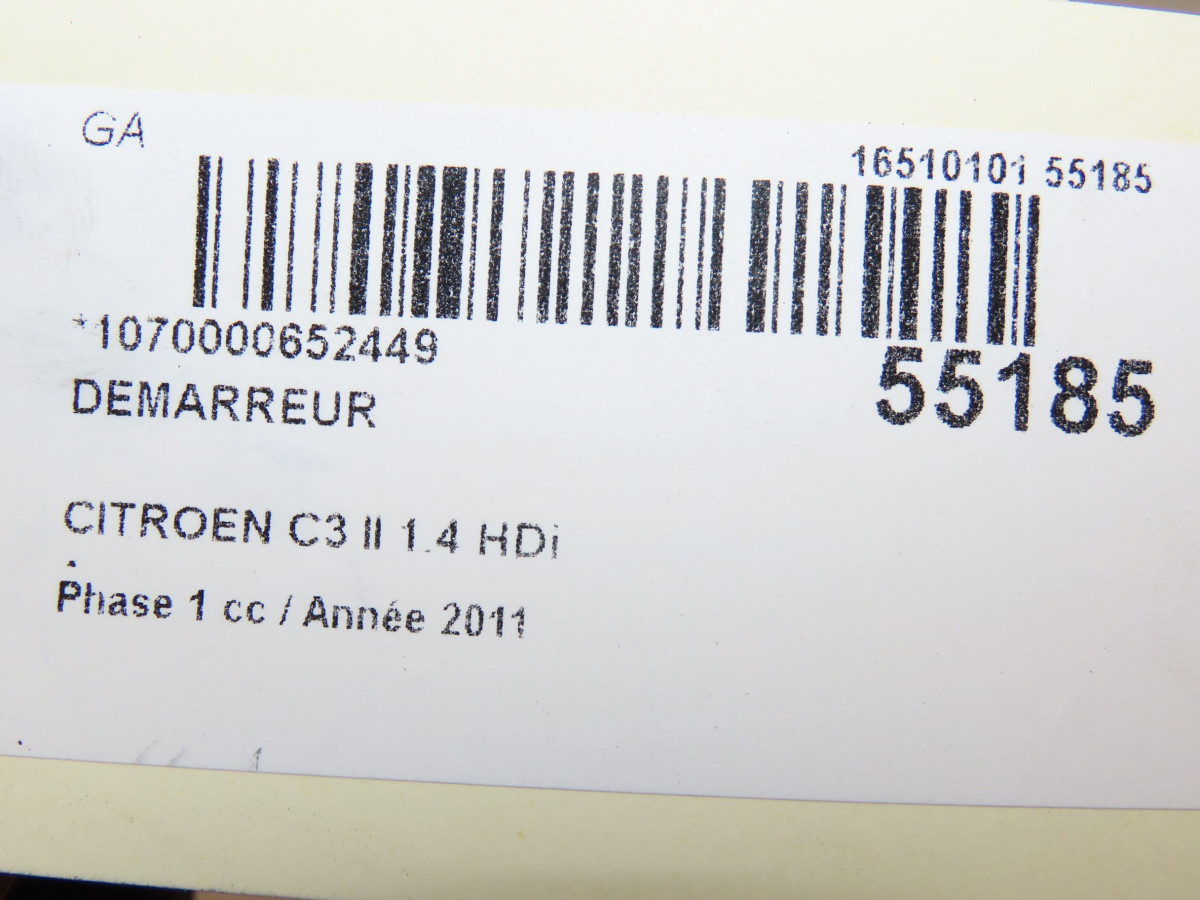 GA
16510101 55185
*1070000652449
55185
DEMARREUR
CITROEN C3 II 1.4 HDi
Phase 1 cc / Année 2011